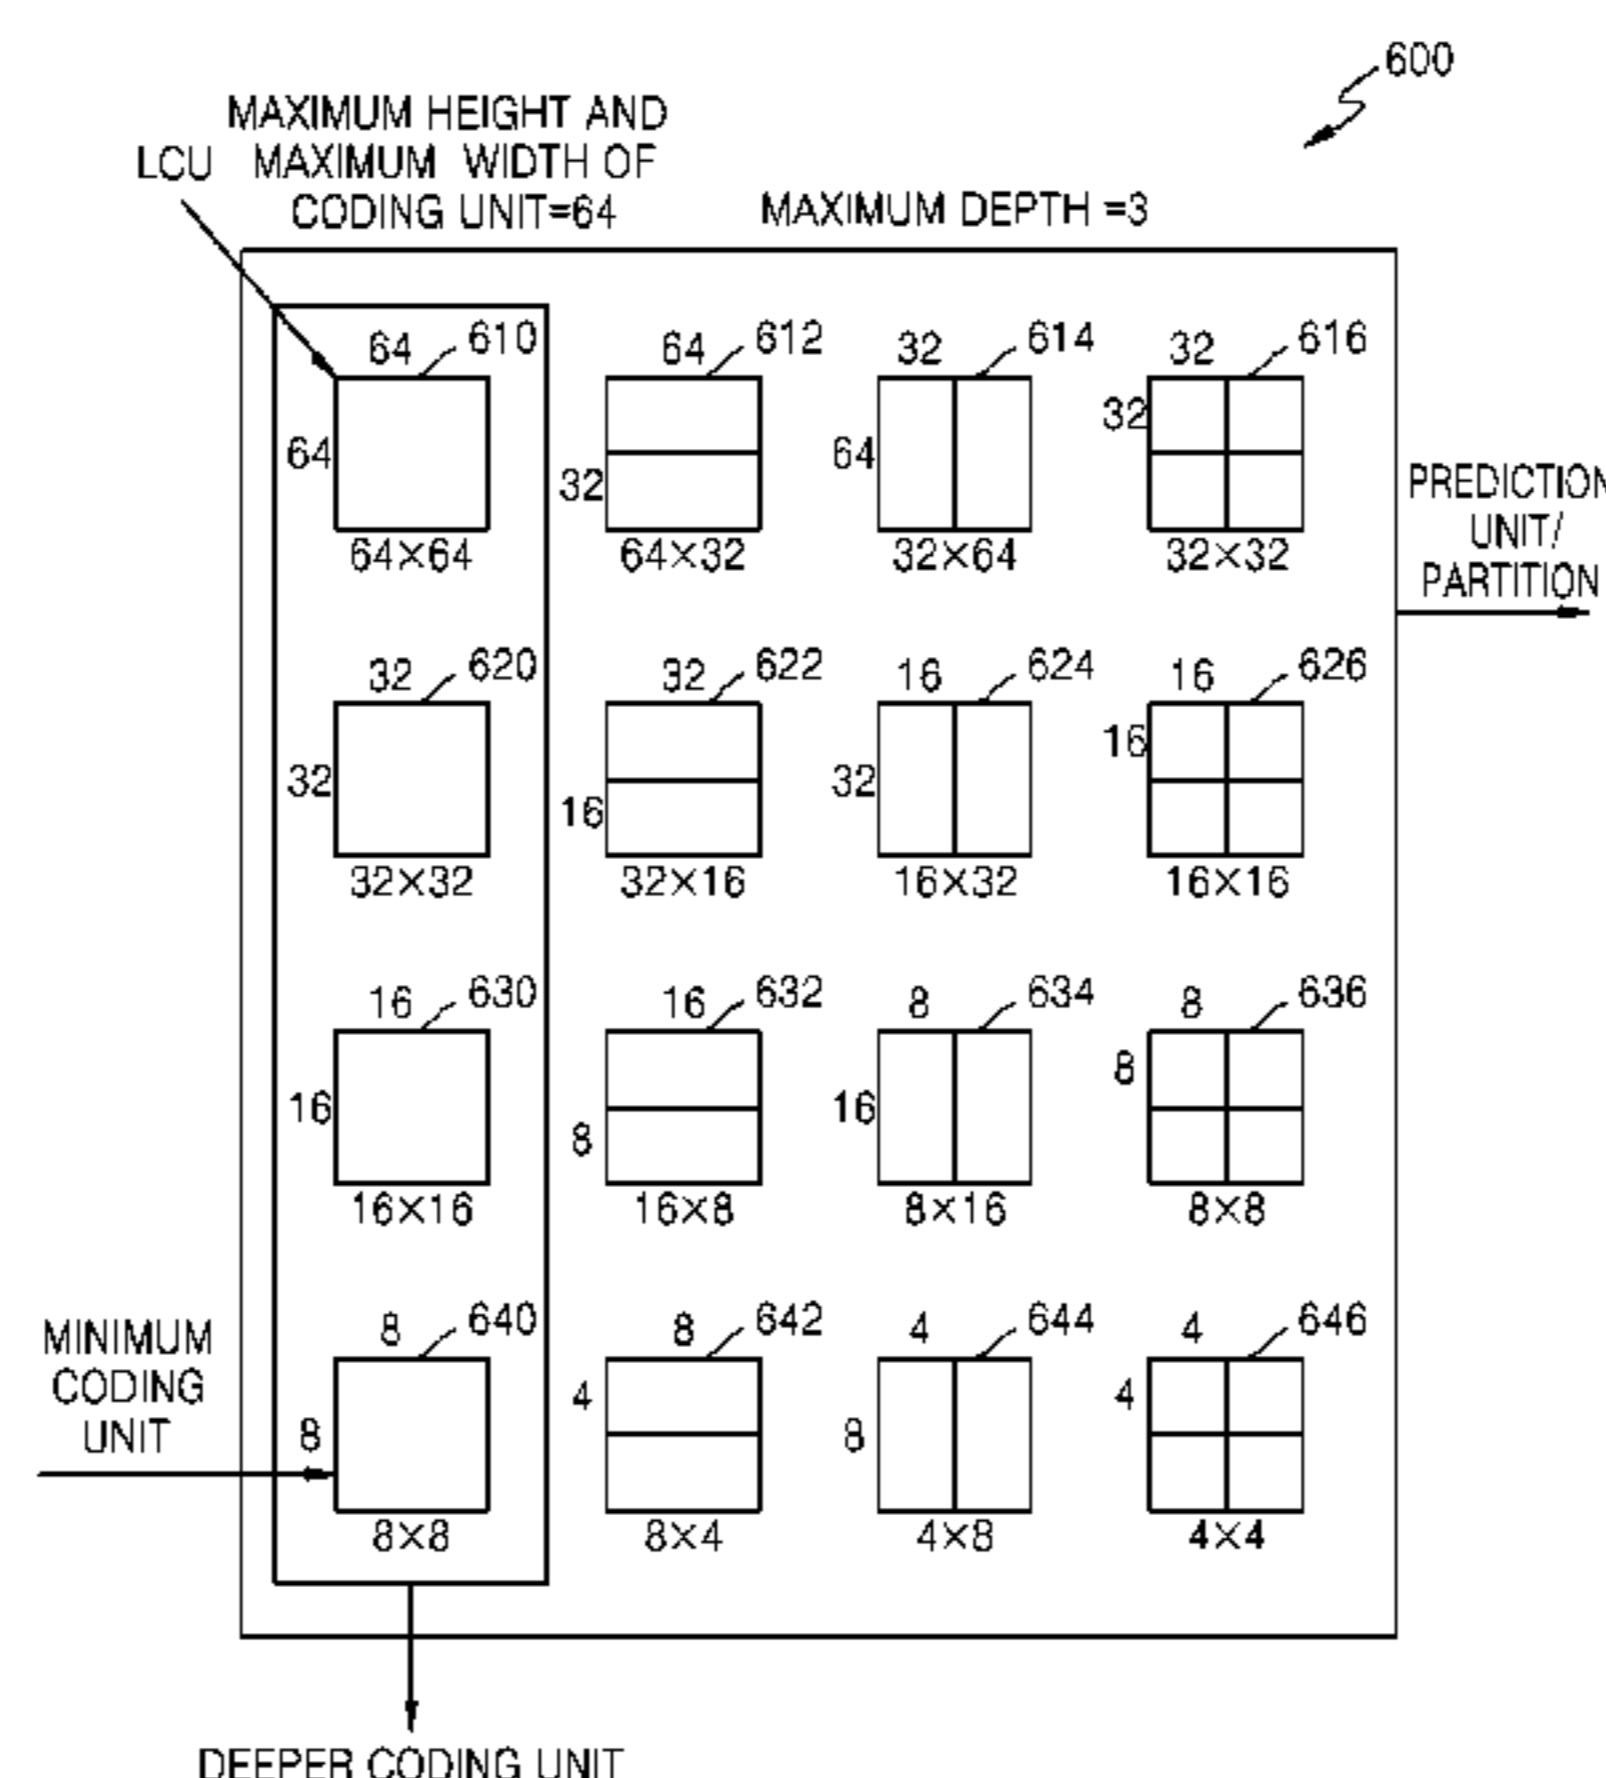 600
MAXIMUM HEIGHT AND
LCU MAXIMUM WIDTH OF
CODING UNIT=64
MAXIMUM DEPTH =3
64 610 64 612 32 614 32 616
64 32 64 32
64×64 64×32 32×64 32×32
PREDICTION
UNIT/
PARTITION
32 620 32 622 16 624 16 626
32 16 32 16
32×32 32×16 16×32 16×16
16 630 16 632 8 634 8 636
16 8 16 8
16×16 16×8 8×16 8×8
MINIMUM
CODING
UNIT
8 640 8 642 4 644 4 646
8 4 8 4
8×8 8×4 4×8 4×4
DEEPER CODING UNIT